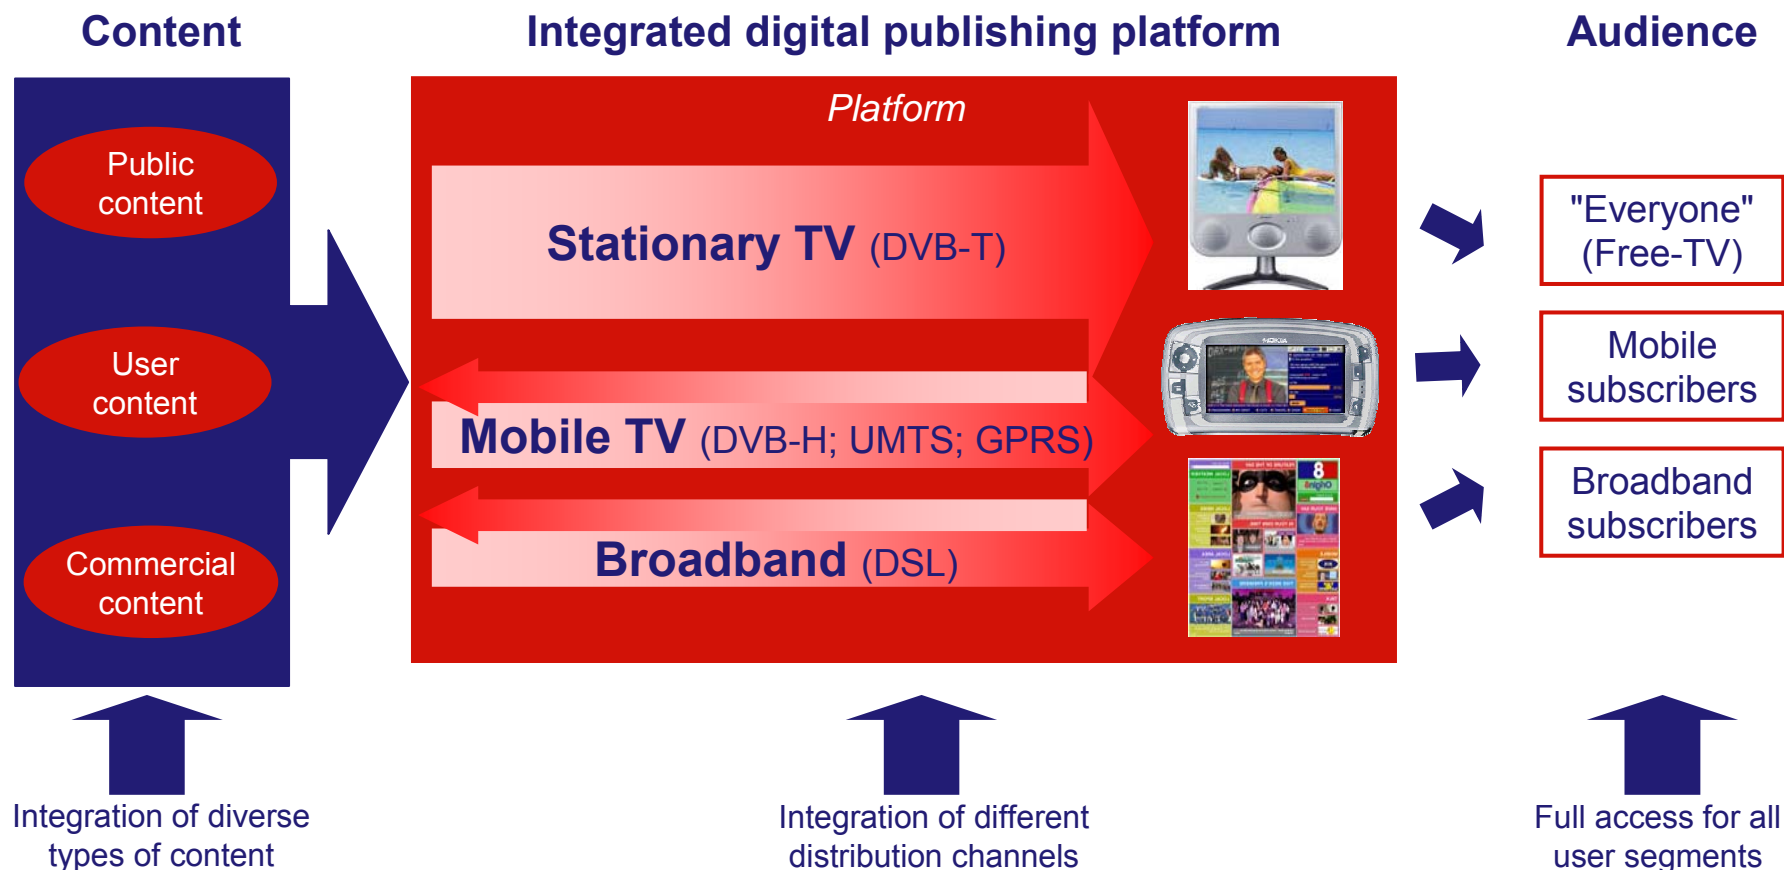 Content
Integrated digital publishing platform
Audience
Platform
Public
content
User
content
Commercial
content
Stationary TV (DVB-T)
Mobile TV (DVB-H; UMTS; GPRS)
Broadband (DSL)
NOKIA
8
"Everyone"
(Free-TV)
Mobile
subscribers
Broadband
subscribers
Integration of diverse
types of content
Integration of different
distribution channels
Full access for all
user segments